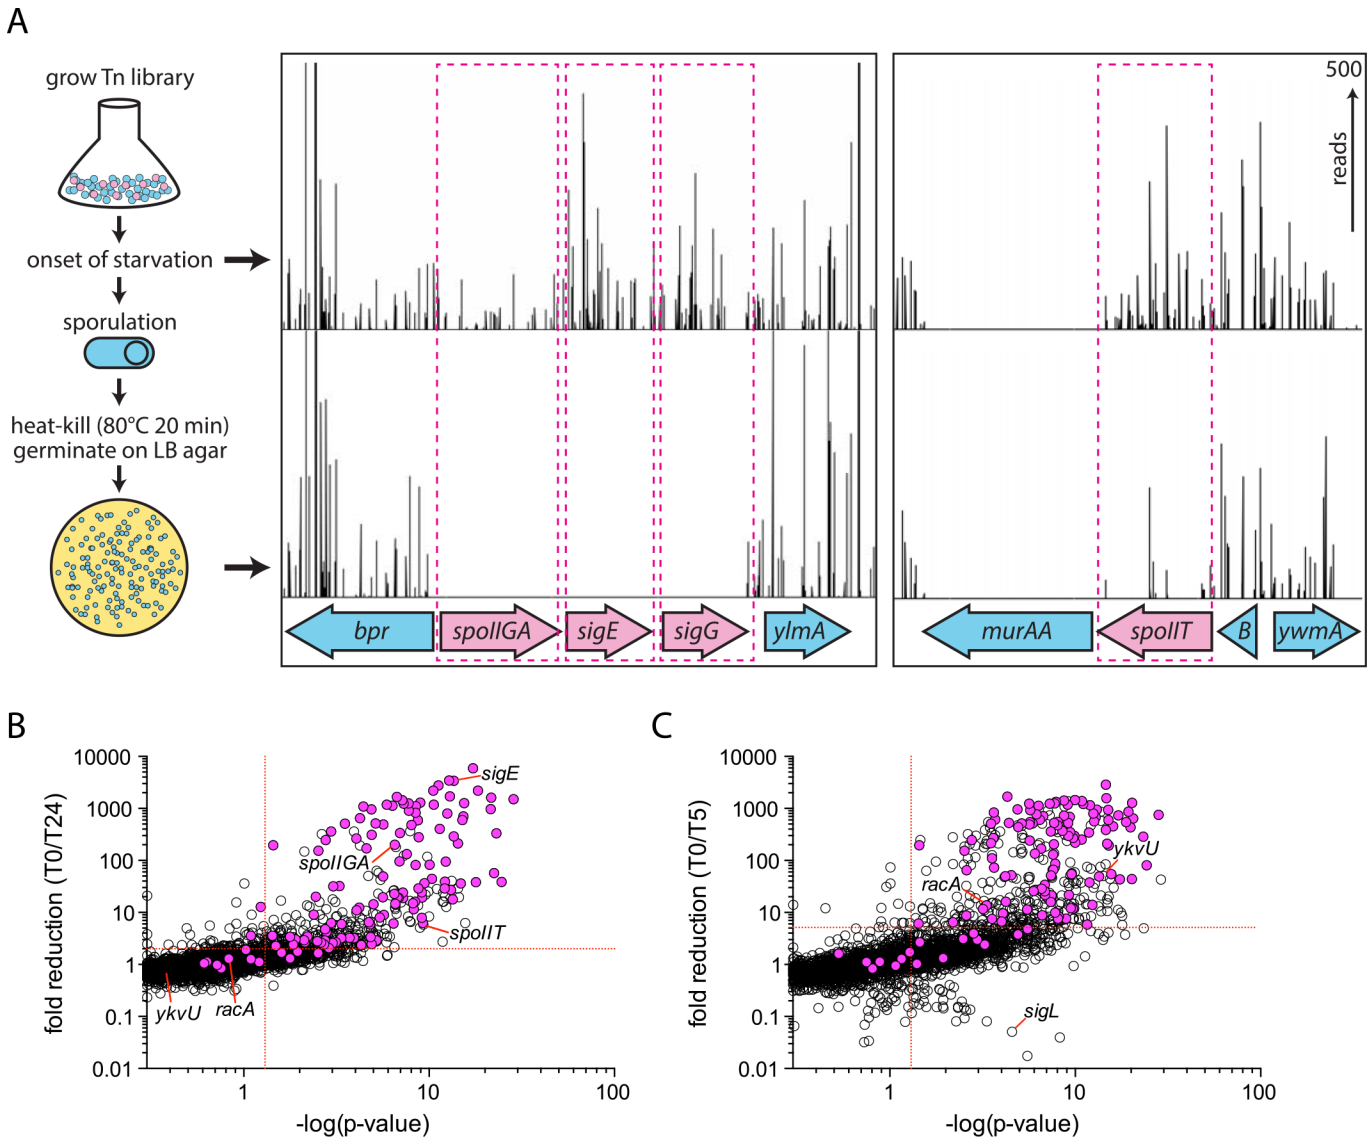 A
grow Tn library
onset of starvation
sporulation
heat-kill (80°C 20 min)
germinate on LB agar
500
reads
bpr
spoIIGA
sigE
sigG
ylmA
murAA
spoIIT
B
ywmA
B
fold reduction (T0/T24)
10000
1000
100
10
1
0.1
0.01
sigE
spoIIGA
spoIIT
ykvU
racA
1
10
100
-log(p-value)
C
fold reduction (T0/T5)
10000
1000
100
10
1
0.1
0.01
ykvU
racA
sigL
1
10
100
-log(p-value)